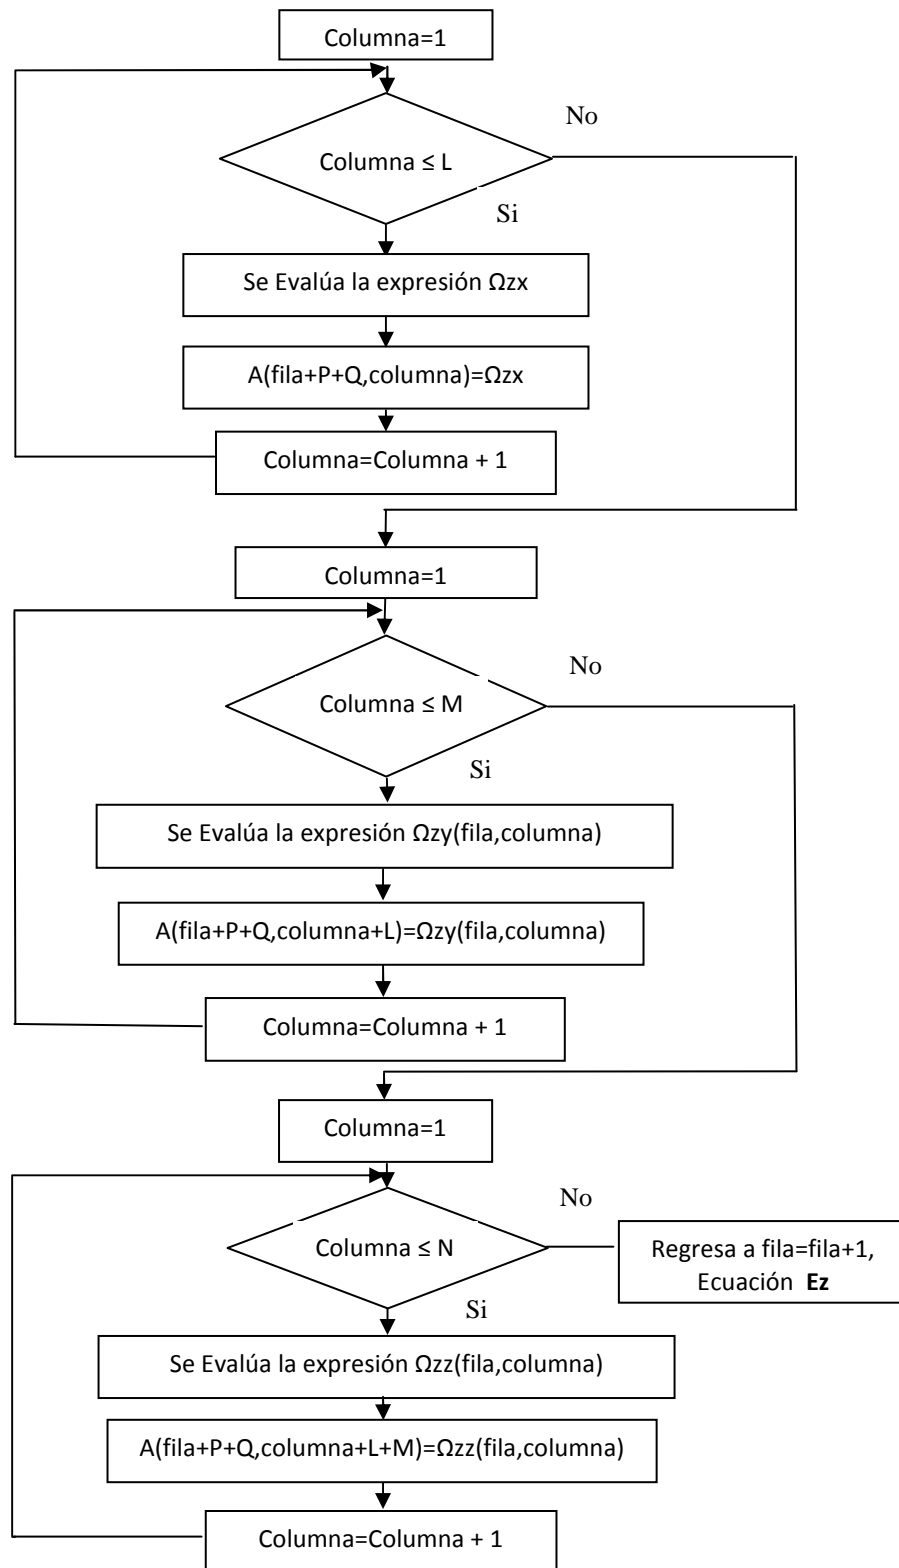 Columna=1
No
Columna ≤ L
Si
Se Evalúa la expresión Ωzx
A(fila+P+Q,columna)=Ωzx
Columna=Columna + 1
Columna=1
No
Columna ≤ M
Si
Se Evalúa la expresión Ωzy(fila,columna)
A(fila+P+Q,columna+L)=Ωzy(fila,columna)
Columna=Columna + 1
Columna=1
No
Columna ≤ N
Regresa a fila=fila+1,
Ecuación Ez
Si
Se Evalúa la expresión Ωzz(fila,columna)
A(fila+P+Q,columna+L+M)=Ωzz(fila,columna)
Columna=Columna + 1